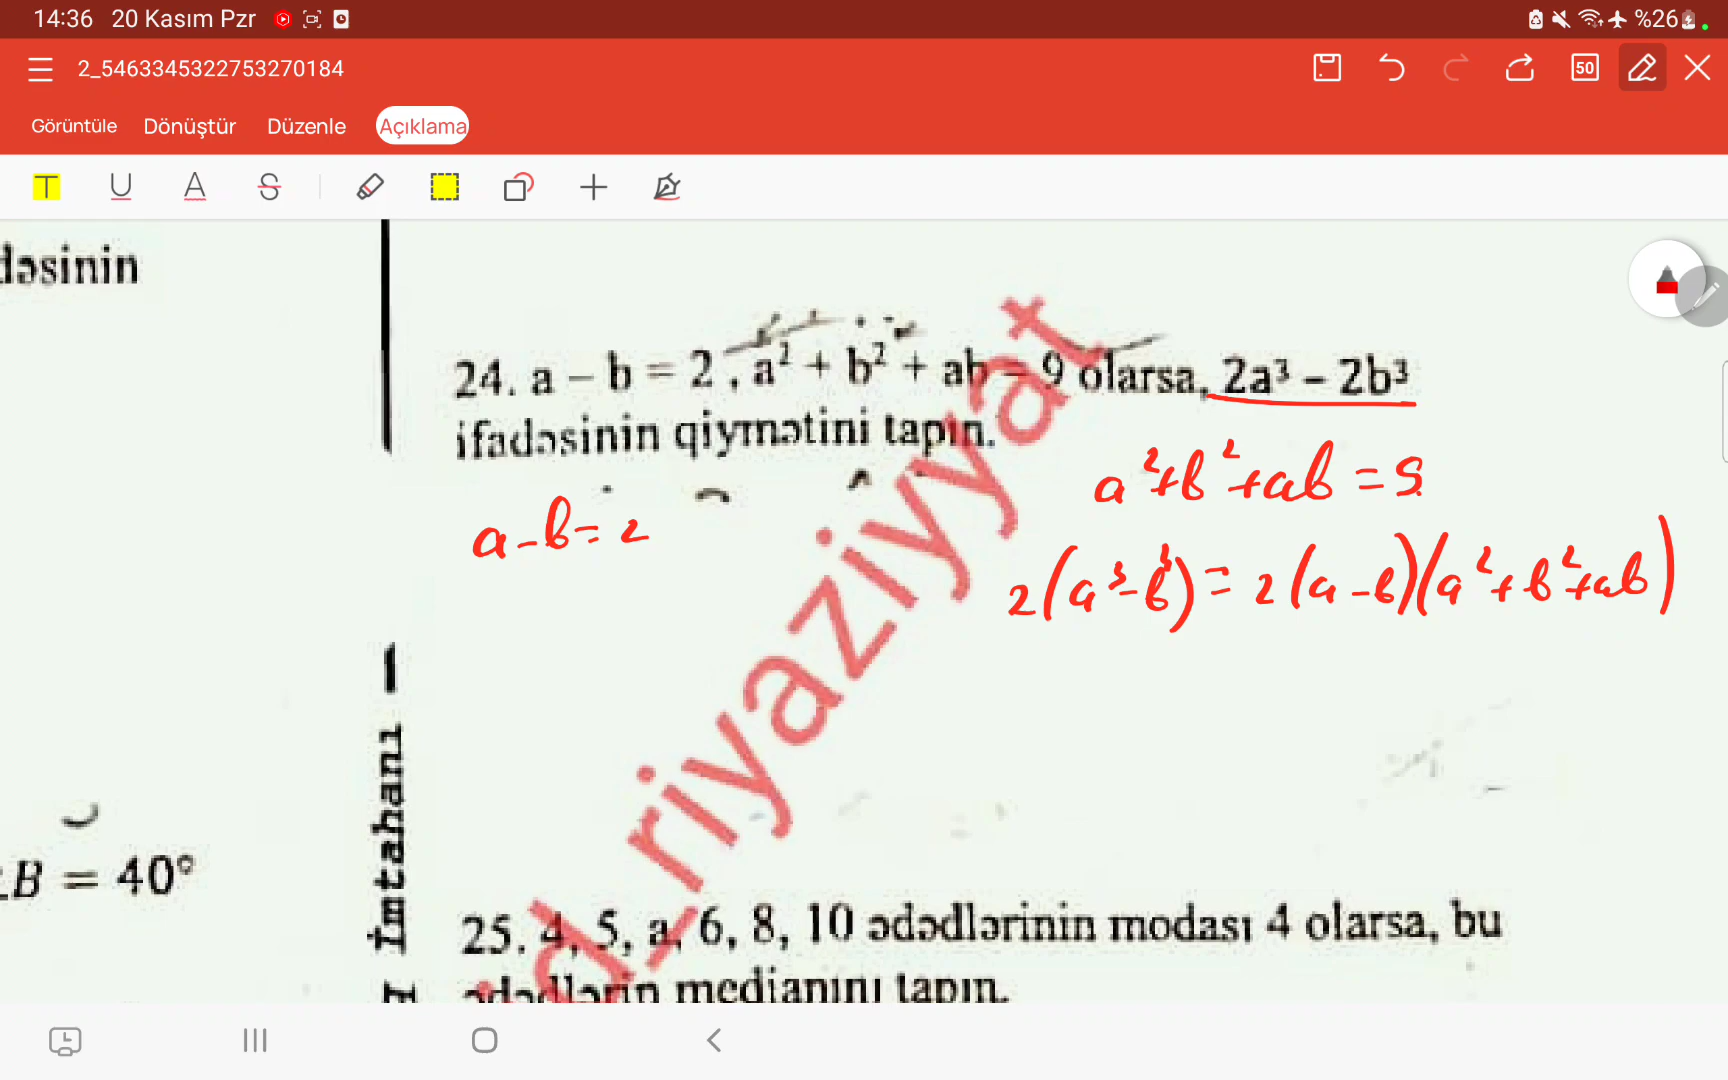 14:36 20 Kasım Pzr %26
2_5463345322753270184
50
Görüntüle Dönüştür Düzenle Açıklama
T U A S
dəsinin
24. a – b = 2 , a² + b² + ab = 9 olarsa, 2a³ – 2b³
ifadəsinin qiymətini tapın.
a²+b²+ab = 9
a-b=2
2(a³-b³)= 2(a-b)(a²+b²+ab)
B = 40°
İmtahanı
d_riyaziyyat
25. 4, 5, a, 6, 8, 10 ədədlərinin modası 4 olarsa, bu
ədədlərin medianını tapın.